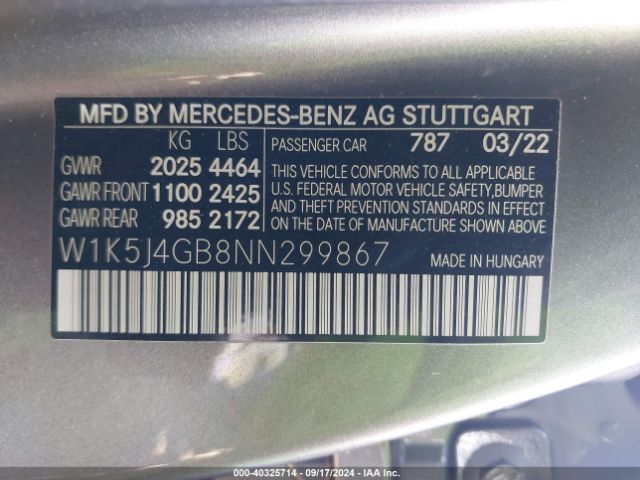 MFD BY MERCEDES-BENZ AG STUTTGART
KG LBS PASSENGER CAR 787 03/22
GVWR 2025 4464
GAWR FRONT 1100 2425
GAWR REAR 985 2172
THIS VEHICLE CONFORMS TO ALL APPLICABLE
U.S. FEDERAL MOTOR VEHICLE SAFETY,BUMPER
AND THEFT PREVENTION STANDARDS IN EFFECT
ON THE DATE OF MANUFACTURE SHOWN ABOVE
W1K5J4GB8NN299867 MADE IN HUNGARY
000-40325714 - 09/17/2024 - IAA Inc.